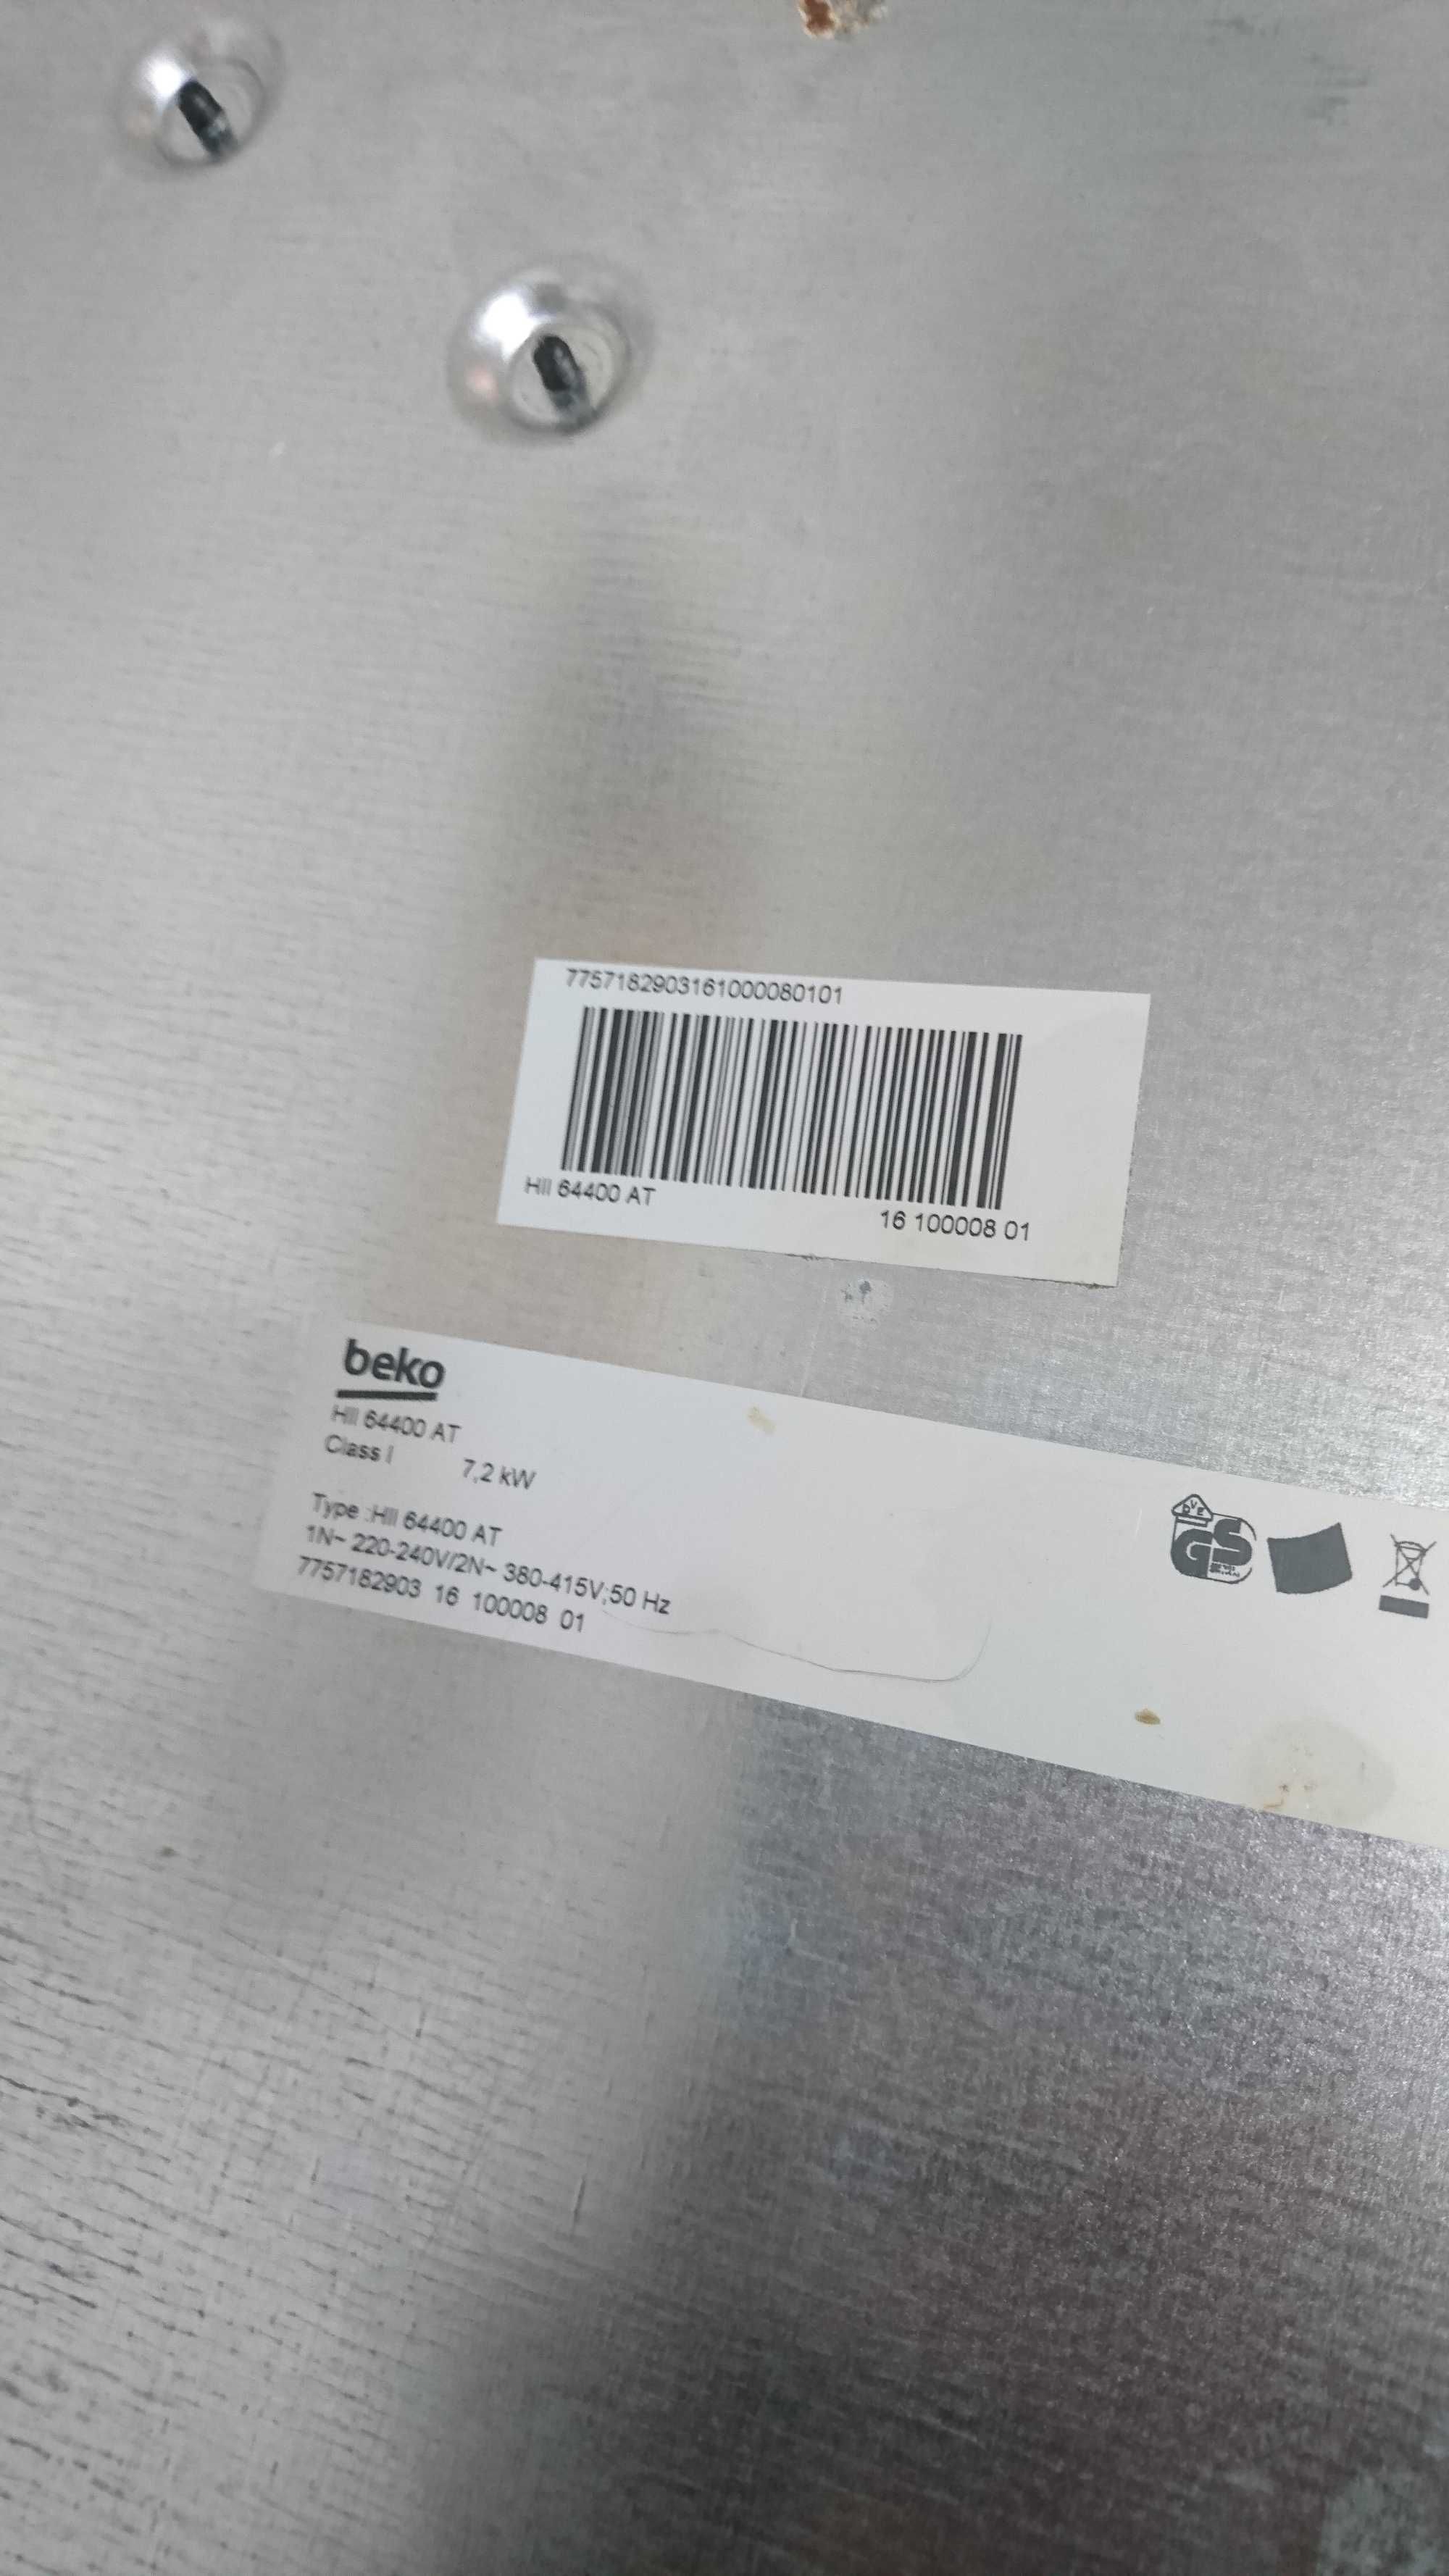 7757182903161000080101
HII 64400 AT
16 100008 01
beko
HII 64400 AT
Class I 7,2 kW
Type :HII 64400 AT
1N~ 220-240V/2N~ 380-415V;50 Hz
7757182903 16 100008 01
DVE
GS